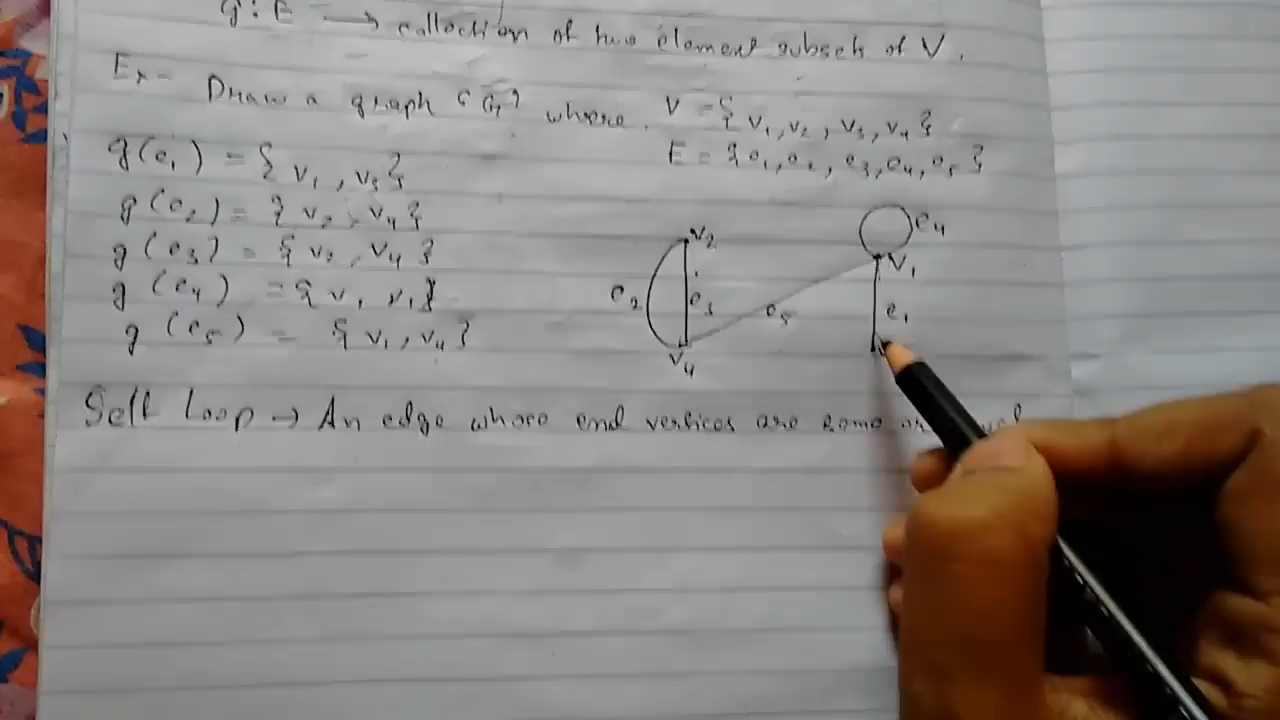 g : E → collection of two element subsets of V.
Ex - Draw a graph 'G' where. V = { v1, v2, v3, v4 }
E = { e1, e2, e3, e4, e5 }
g(e1) = { v1, v3 }
g(e2) = { v2, v4 }
g(e3) = { v2, v4 }
g(e4) = { v1 v1 }
g(e5) = { v1, v4 }
v2
e4
v1
e2
e3
e5
e1
v4
Self Loop → An edge whose end vertices are same or